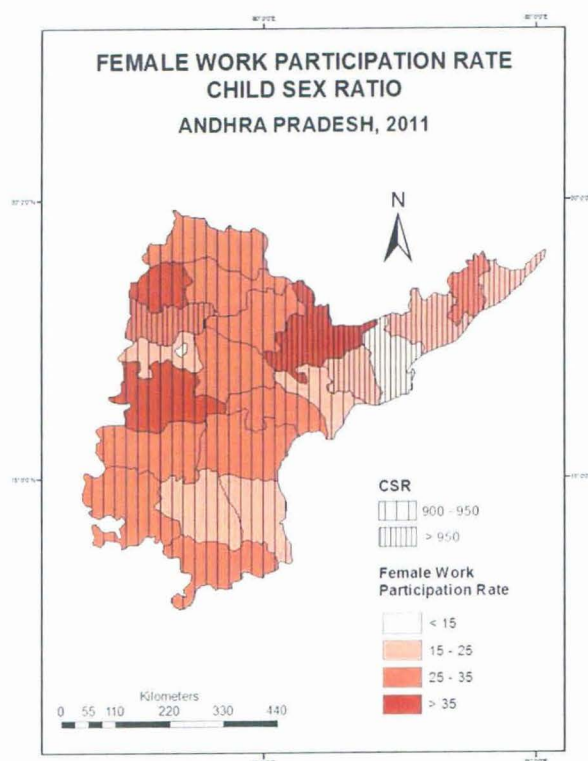 FEMALE WORK PARTICIPATION RATE
CHILD SEX RATIO
ANDHRA PRADESH, 2011
N
CSR
900 - 950
> 950
Female Work
Participation Rate
< 15
15 - 25
25 - 35
> 35
Kilometers
0 55 110 220 330 440